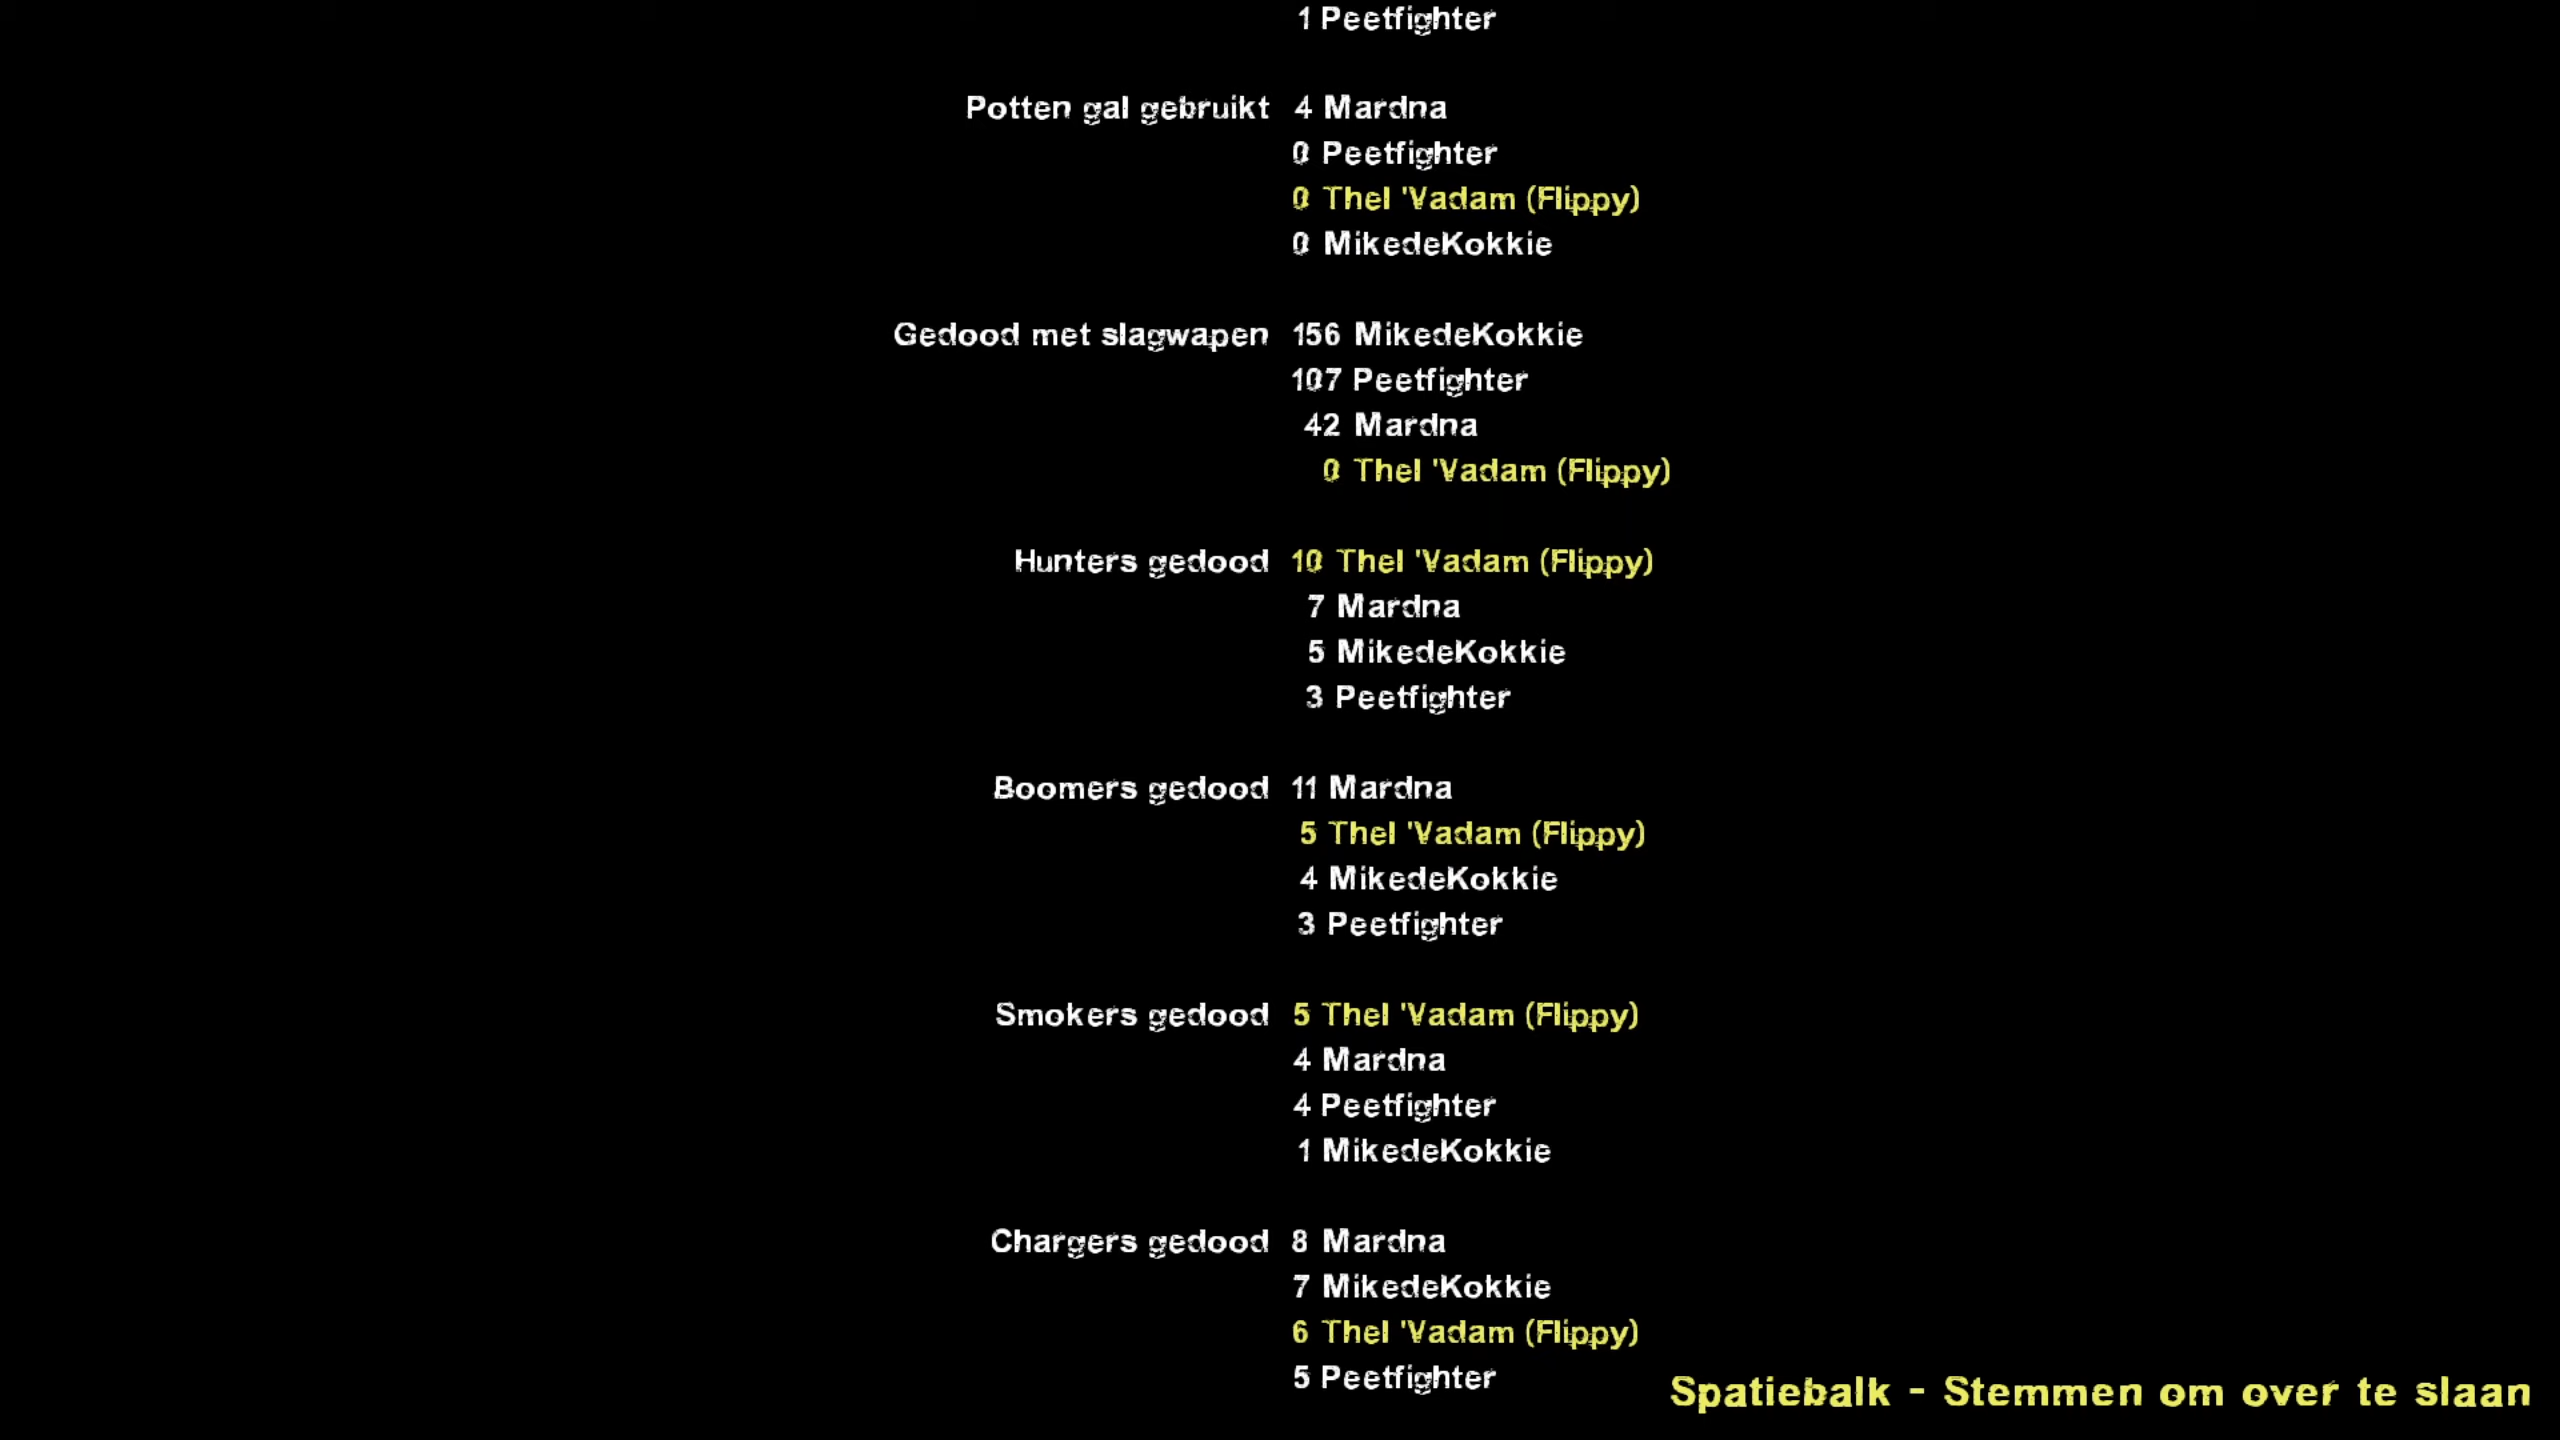 1 Peetfighter
Potten gal gebruikt 4 Mardna
0 Peetfighter
0 Thel 'Vadam (Flippy)
0 MikedeKokkie
Gedood met slagwapen 156 MikedeKokkie
107 Peetfighter
42 Mardna
0 Thel 'Vadam (Flippy)
Hunters gedood 10 Thel 'Vadam (Flippy)
7 Mardna
5 MikedeKokkie
3 Peetfighter
Boomers gedood 11 Mardna
5 Thel 'Vadam (Flippy)
4 MikedeKokkie
3 Peetfighter
Smokers gedood 5 Thel 'Vadam (Flippy)
4 Mardna
4 Peetfighter
1 MikedeKokkie
Chargers gedood 8 Mardna
7 MikedeKokkie
6 Thel 'Vadam (Flippy)
5 Peetfighter
Spatiebalk - Stemmen om over te slaan